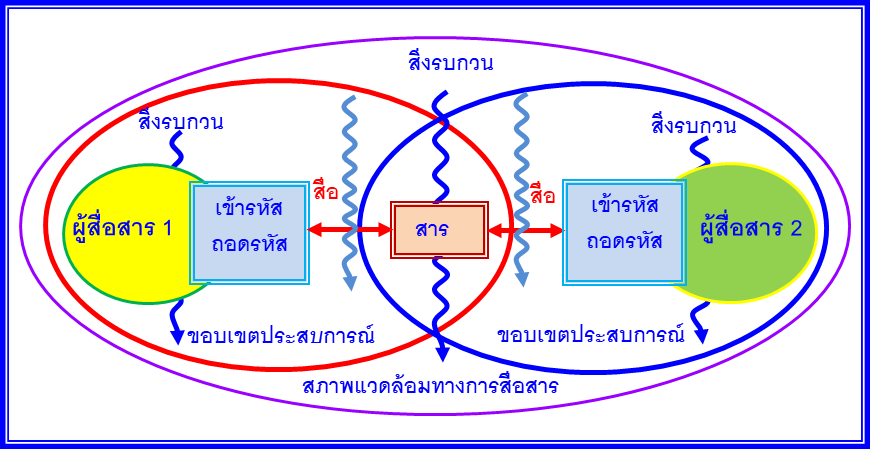 สิ่งรบกวน
สิ่งรบกวน
สิ่งรบกวน
สื่อ
สื่อ
ผู้สื่อสาร 1
เข้ารหัส
ถอดรหัส
สาร
เข้ารหัส
ถอดรหัส
ผู้สื่อสาร 2
ขอบเขตประสบการณ์
ขอบเขตประสบการณ์
สภาพแวดล้อมทางการสื่อสาร